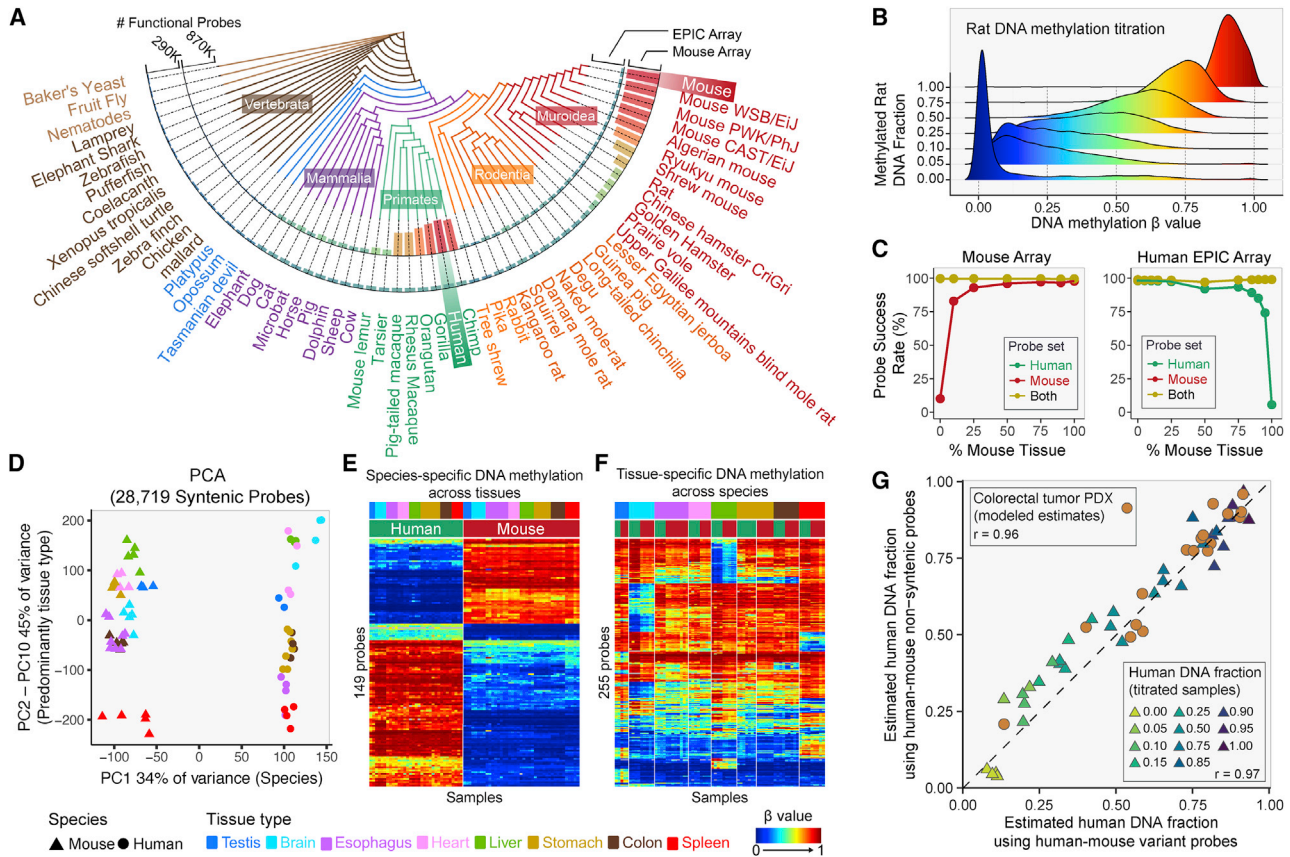 A
# Functional Probes
290K
870K
EPIC Array
Mouse Array
Vertebrata
Mammalia
Primates
Rodentia
Muroidea
Baker's Yeast
Fruit Fly
Nematodes
Lamprey
Elephant Shark
Zebrafish
Pufferfish
Coelacanth
Xenopus tropicalis
Chinese softshell turtle
Zebra finch
Chicken
mallard
Platypus
Opossum
Tasmanian devil
Elephant
Dog
Cat
Microbat
Horse
Pig
Dolphin
Sheep
Cow
Mouse lemur
Tarsier
Pig-tailed macaque
Rhesus Macaque
Orangutan
Gorilla
Human
Chimp
Tree shrew
Pika
Rabbit
Kangaroo rat
Squirrel
Damara mole rat
Naked mole-rat
Degu
Long-tailed chinchilla
Guinea pig
Lesser Egyptian jerboa
Upper Galilee mountains blind mole rat
Prairie vole
Golden Hamster
Chinese hamster CriGri
Rat
Shrew mouse
Ryukyu mouse
Algerian mouse
Mouse CAST/EiJ
Mouse PWK/PhJ
Mouse WSB/EiJ
Mouse
B
Rat DNA methylation titration
Methylated Rat
DNA Fraction
1.00
0.75
0.50
0.25
0.10
0.05
0.00
0.00 0.25 0.50 0.75 1.00
DNA methylation β value
C
Mouse Array
Human EPIC Array
Probe Success
Rate (%)
100
75
50
25
0
Probe set
Human
Mouse
Both
0 25 50 75 100
% Mouse Tissue
100
75
50
25
0
Probe set
Human
Mouse
Both
0 25 50 75 100
% Mouse Tissue
D
PCA
(28,719 Syntenic Probes)
PC2 – PC10 45% of variance
(Predominantly tissue type)
200
100
0
−100
−200
−100 −50 0 50 100 150
PC1 34% of variance (Species)
E
Species-specific DNA methylation
across tissues
Human
Mouse
149 probes
Samples
F
Tissue-specific DNA methylation
across species
255 probes
Samples
Species
Mouse Human
Tissue type
Testis Brain Esophagus Heart Liver Stomach Colon Spleen
β value
0 1
G
Estimated human DNA fraction
using human-mouse non-syntenic probes
1.00
0.75
0.50
0.25
0.00
Colorectal tumor PDX
(modeled estimates)
r = 0.96
Human DNA fraction
(titrated samples)
0.00 0.25 0.90
0.05 0.50 0.95
0.10 0.75 1.00
0.15 0.85
r = 0.97
0.00 0.25 0.50 0.75 1.00
Estimated human DNA fraction
using human-mouse variant probes